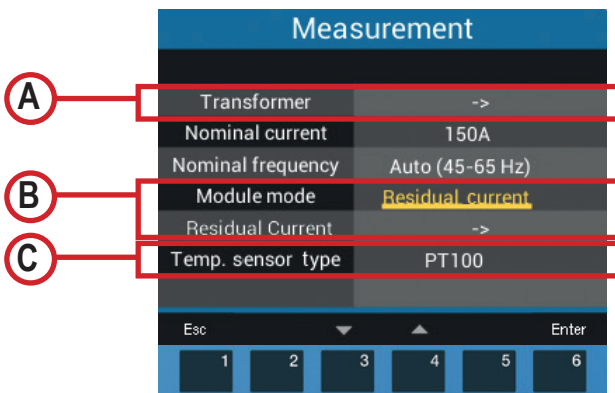 Measurement
A
Transformer ->
Nominal current 150A
Nominal frequency Auto (45-65 Hz)
B
Module mode Residual current
Residual Current ->
C
Temp. sensor type PT100
Esc Enter
1 2 3 4 5 6